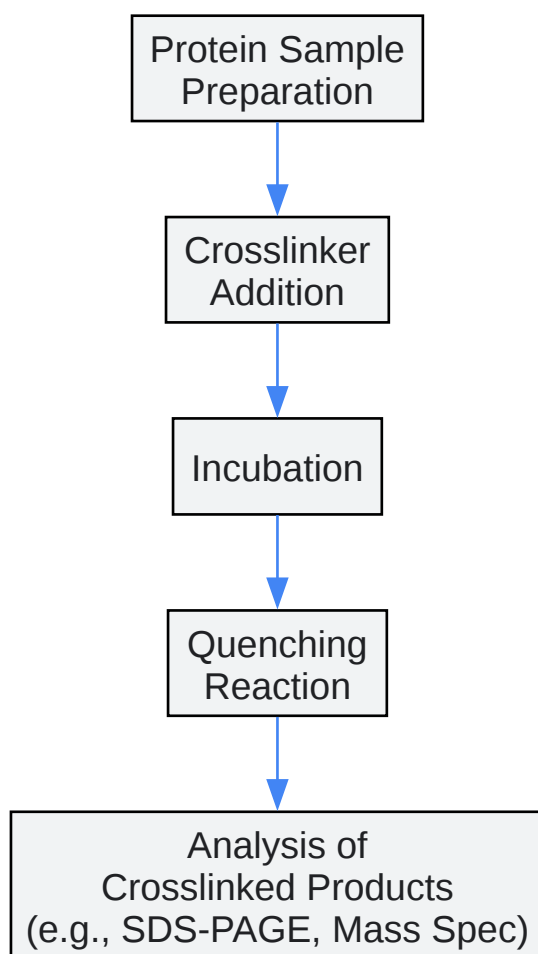 Protein Sample
Preparation
Crosslinker
Addition
Incubation
Quenching
Reaction
Analysis of
Crosslinked Products
(e.g., SDS-PAGE, Mass Spec)